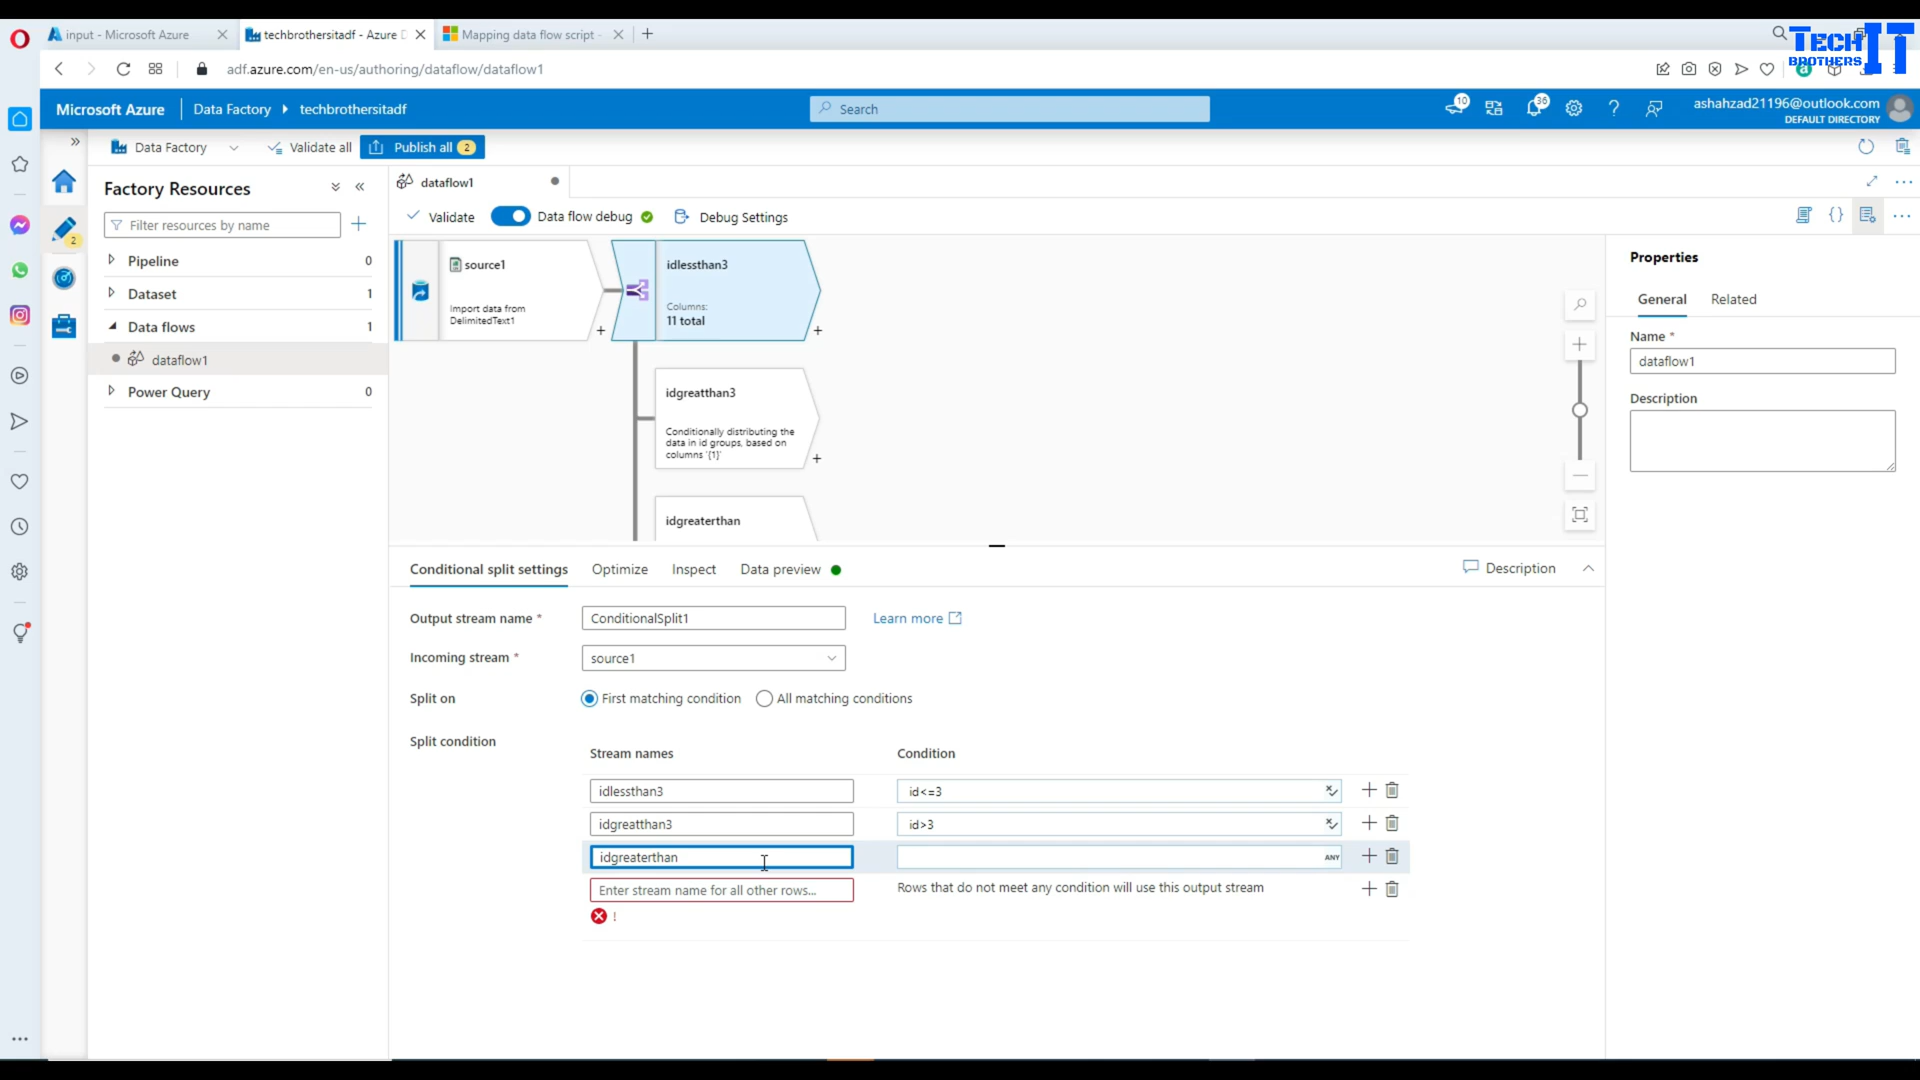 input - Microsoft Azure
techbrothersitadf - Azure D
Mapping data flow script -
TECH BROTHERS IT
adf.azure.com/en-us/authoring/dataflow/dataflow1
Microsoft Azure
Data Factory
techbrothersitadf
Search
10
36
ashahzad21196@outlook.com
DEFAULT DIRECTORY
Data Factory
Validate all
Publish all 2
Factory Resources
Filter resources by name
2
Pipeline 0
Dataset 1
Data flows 1
dataflow1
Power Query 0
dataflow1
Validate
Data flow debug
Debug Settings
source1
Import data from
DelimitedText1
idlessthan3
Columns:
11 total
idgreatthan3
Conditionally distributing the
data in id groups, based on
columns '{1}'
idgreaterthan
Properties
General
Related
Name *
dataflow1
Description
Conditional split settings
Optimize
Inspect
Data preview
Description
Output stream name *
ConditionalSplit1
Learn more
Incoming stream *
source1
Split on
First matching condition
All matching conditions
Split condition
Stream names
Condition
idlessthan3
id<=3
idgreatthan3
id>3
idgreaterthan
ANY
Enter stream name for all other rows...
Rows that do not meet any condition will use this output stream
!